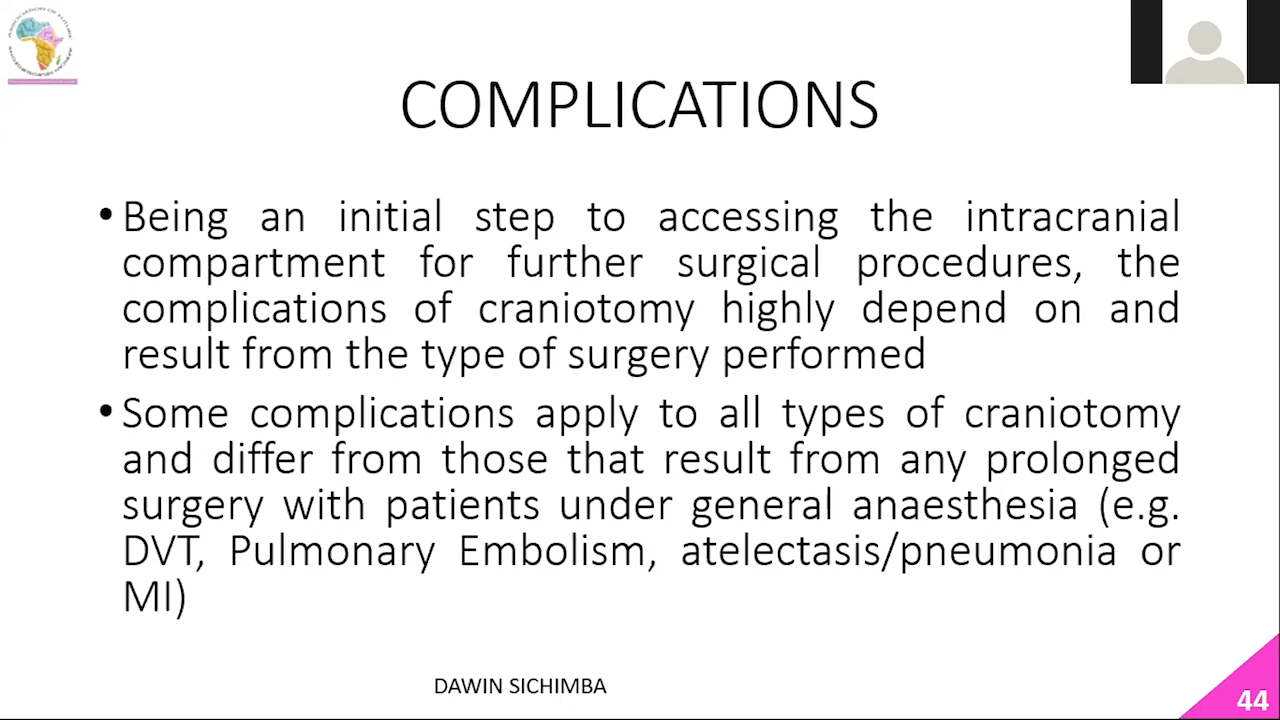 COMPLICATIONS
• Being an initial step to accessing the intracranial
compartment for further surgical procedures, the
complications of craniotomy highly depend on and
result from the type of surgery performed
• Some complications apply to all types of craniotomy
and differ from those that result from any prolonged
surgery with patients under general anaesthesia (e.g.
DVT, Pulmonary Embolism, atelectasis/pneumonia or
MI)
DAWIN SICHIMBA
44